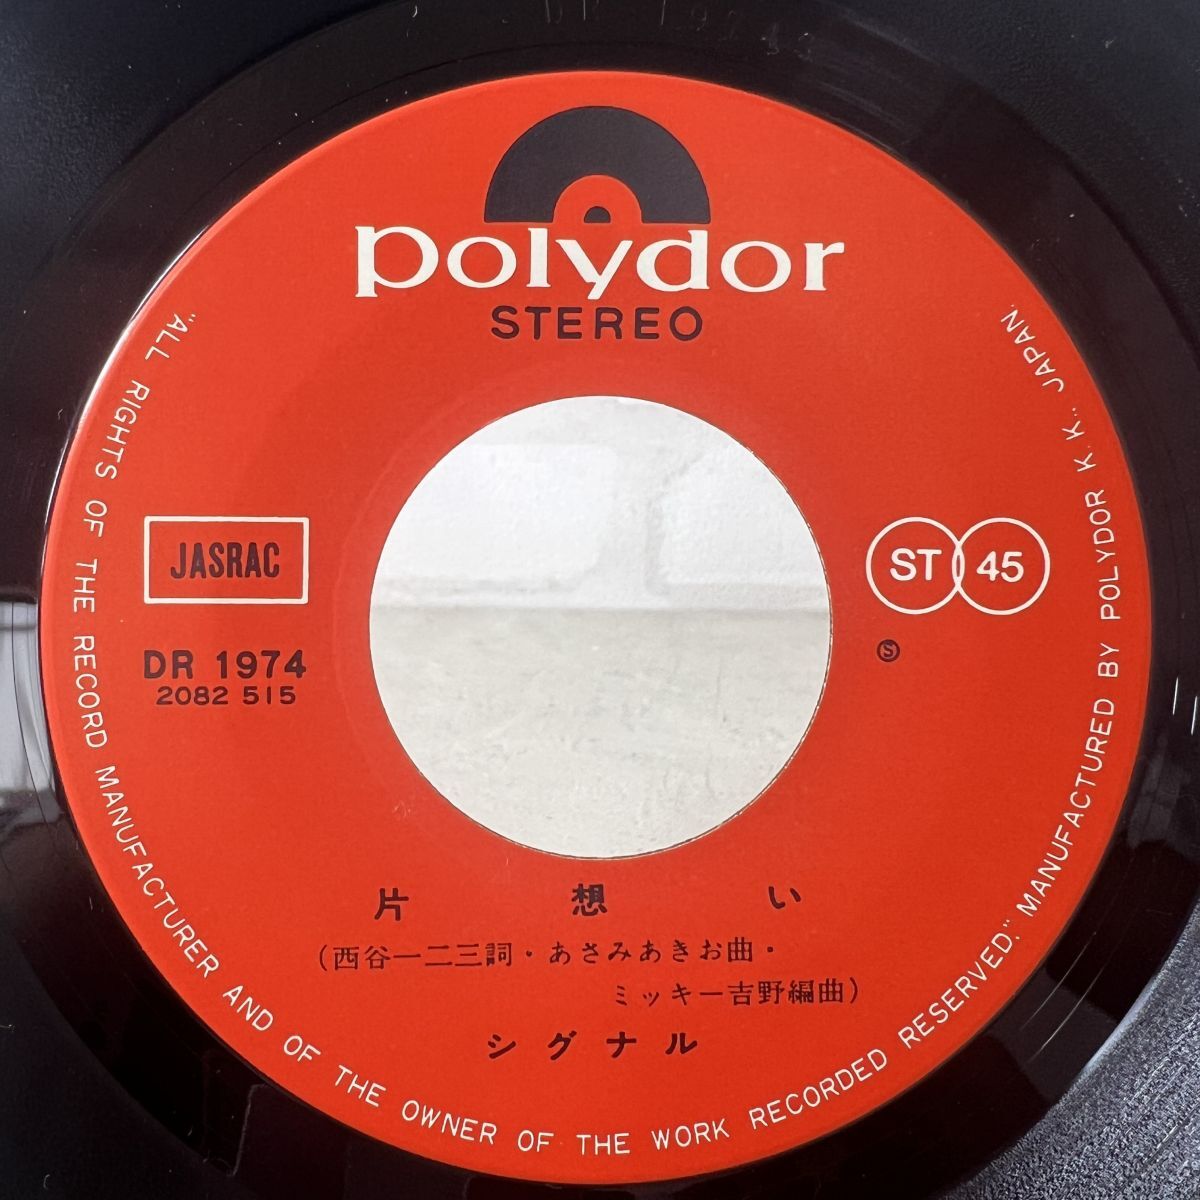 polydor
STEREO
JASRAC
ST 45
DR 1974
2082 515
Ⓢ
片想い
(西谷一二三詞・あさみあきお曲・
ミッキー吉野編曲)
シグナル
"ALL RIGHTS OF THE RECORD MANUFACTURER AND OF THE OWNER OF THE WORK RECORDED RESERVED." MANUFACTURED BY POLYDOR K.K., JAPAN.